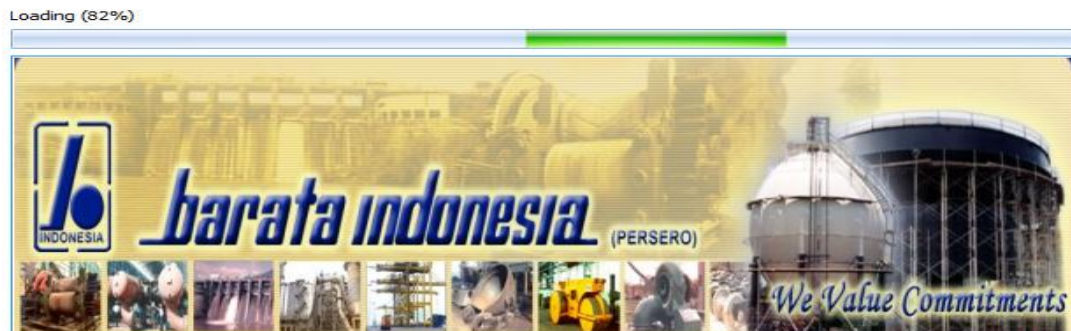 Loading (82%)
INDONESIA
barata indonesia (PERSERO)
We Value Commitments